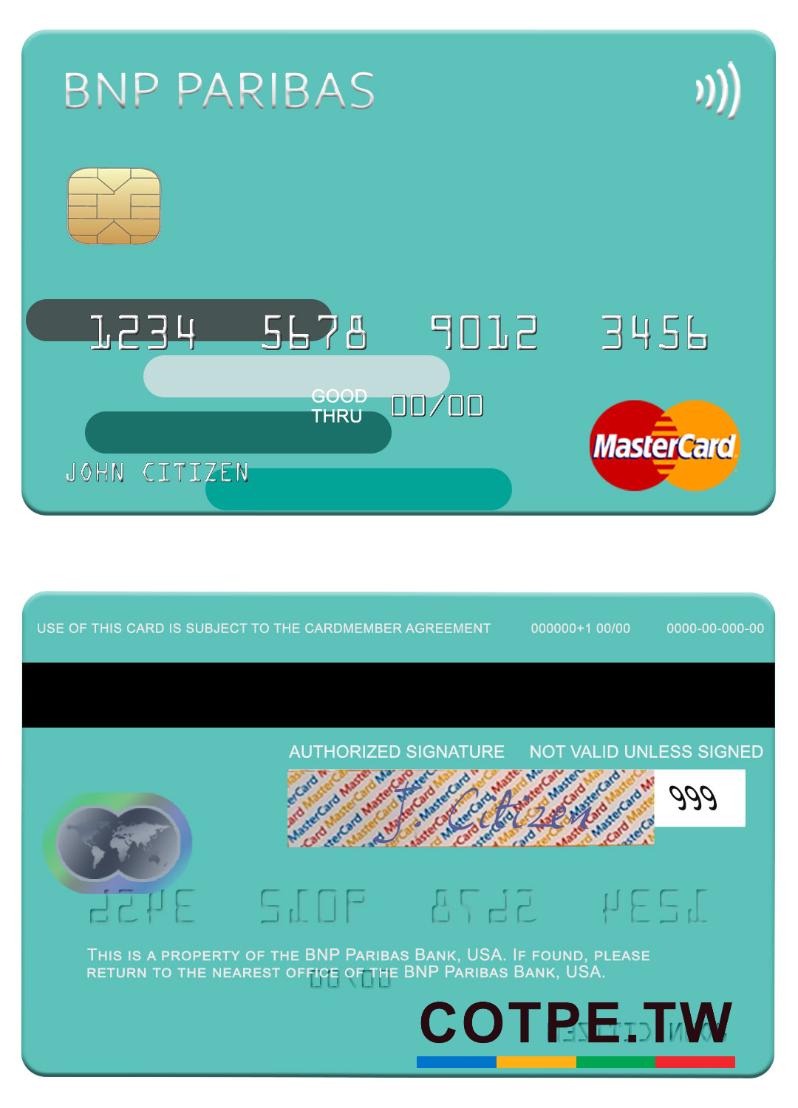 BNP PARIBAS
1234 5678 9012 3456
GOOD THRU 00/00
JOHN CITIZEN
MasterCard
USE OF THIS CARD IS SUBJECT TO THE CARDMEMBER AGREEMENT 000000+1 00/00 0000-00-000-00
AUTHORIZED SIGNATURE NOT VALID UNLESS SIGNED
J Citizen 999
THIS IS A PROPERTY OF THE BNP PARIBAS BANK, USA. IF FOUND, PLEASE
RETURN TO THE NEAREST OFFICE OF THE BNP PARIBAS BANK, USA.
COTPE.TW